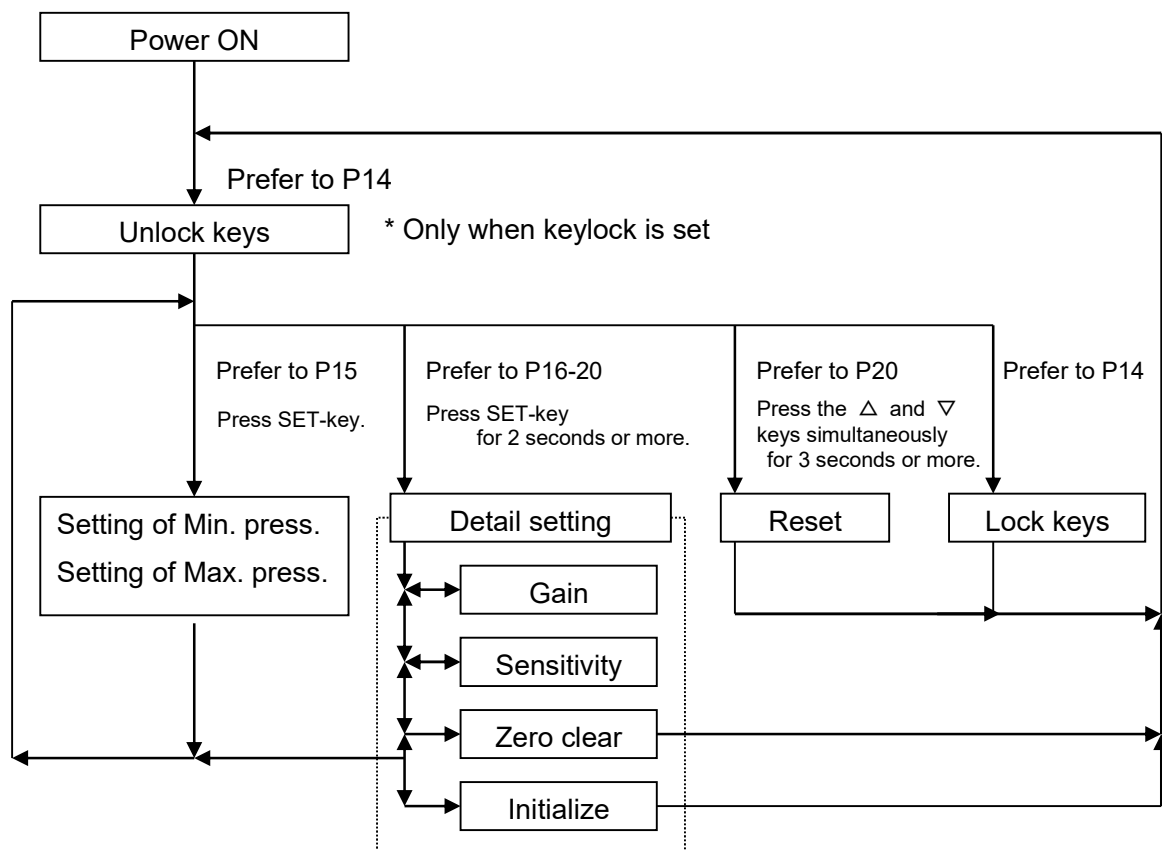 Power ON
Prefer to P14
Unlock keys
* Only when keylock is set
Prefer to P15
Press SET-key.
Prefer to P16-20
Press SET-key
for 2 seconds or more.
Prefer to P20
Press the △ and ▽
keys simultaneously
for 3 seconds or more.
Prefer to P14
Setting of Min. press.
Setting of Max. press.
Detail setting
Reset
Lock keys
Gain
Sensitivity
Zero clear
Initialize